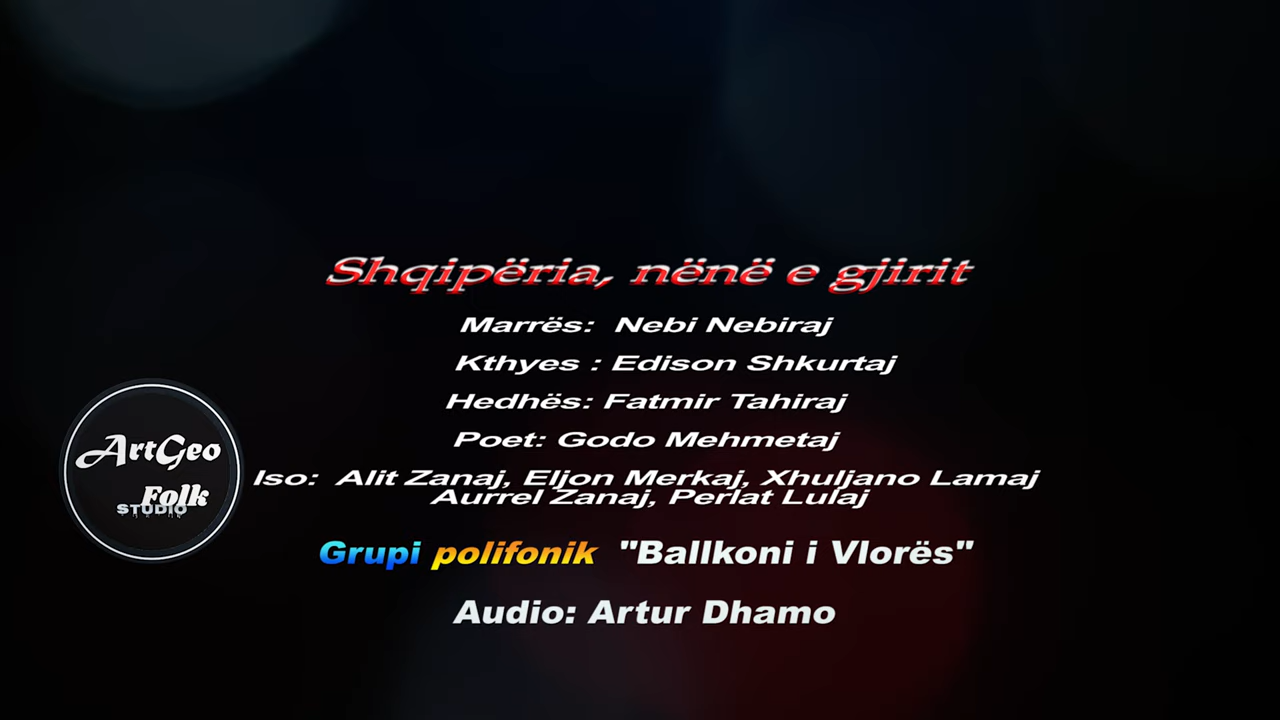 Shqipëria, nënë e gjirit
Marrës: Nebi Nebiraj
Kthyes : Edison Shkurtaj
Hedhës: Fatmir Tahiraj
Poet: Godo Mehmetaj
Iso: Alit Zanaj, Eljon Merkaj, Xhuljano Lamaj
Aurrel Zanaj, Perlat Lulaj
Grupi polifonik "Ballkoni i Vlorës"
Audio: Artur Dhamo
ArtGeo
Folk
STUDIO